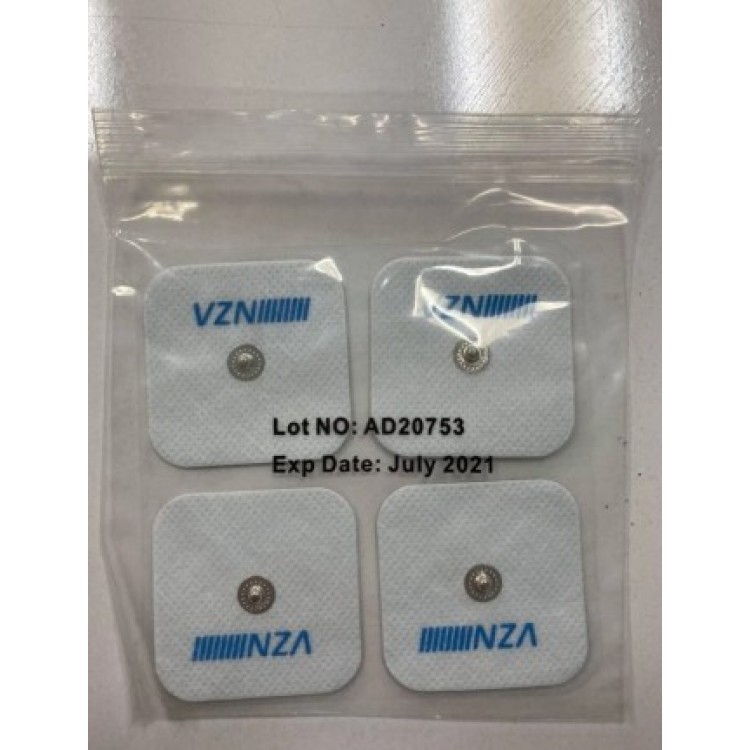 VZN
VZN
Lot NO: AD20753
Exp Date: July 2021
VZN
VZN